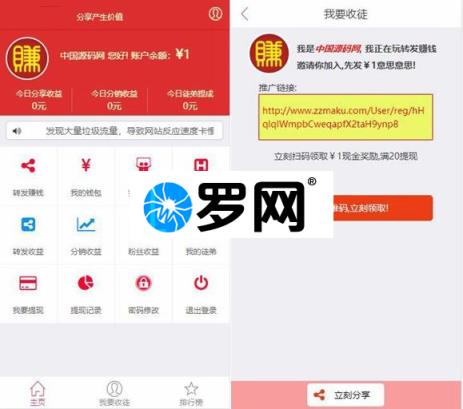 分享产生价值
赚
中国源码网 您好! 账户余额: ¥1
今日分享收益
0元
今日分销收益
0元
今日徒弟提成
0元
发现大量垃圾流量，导致网站反应速度卡慢
转发赚钱
我的钱包
转发收益
分销收益
粉丝收益
我的徒弟
我要提现
提现记录
密码修改
退出登录
主页
我要收徒
排行榜
我要收徒
赚
我是中国源码网, 我正在玩转发赚钱
邀请你加入,先发￥1意思意思!
推广链接:
http://www.zzmaku.com/User/reg/hH
qIqIWmpbCweqapfX2taH9ynp8
立刻扫码领取￥1现金奖励,满20提现
维码,立刻领取!
立刻分享
罗网®